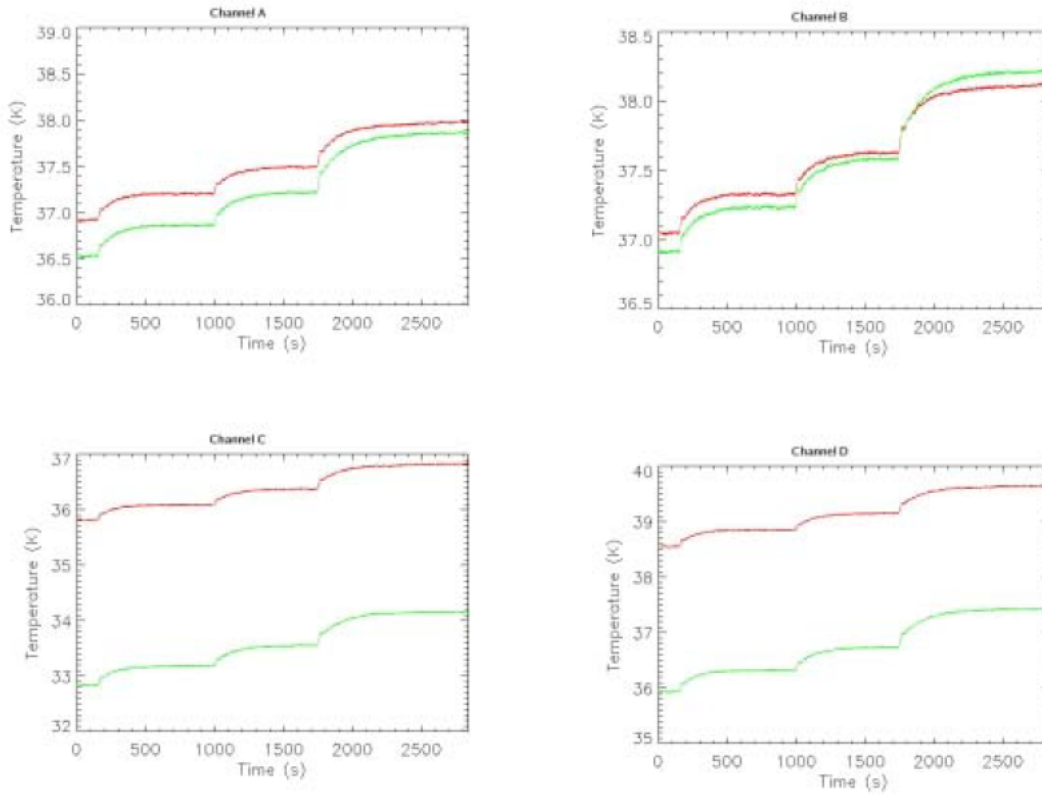 Channel A
39.0
38.5
38.0
37.5
37.0
36.5
36.0
Temperature (K)
0 500 1000 1500 2000 2500
Time (s)
Channel B
38.5
38.0
37.5
37.0
36.5
Temperature (K)
0 500 1000 1500 2000 2500
Time (s)
Channel C
37
36
35
34
33
32
Temperature (K)
0 500 1000 1500 2000 2500
Time (s)
Channel D
40
39
38
37
36
35
Temperature (K)
0 500 1000 1500 2000 2500
Time (s)